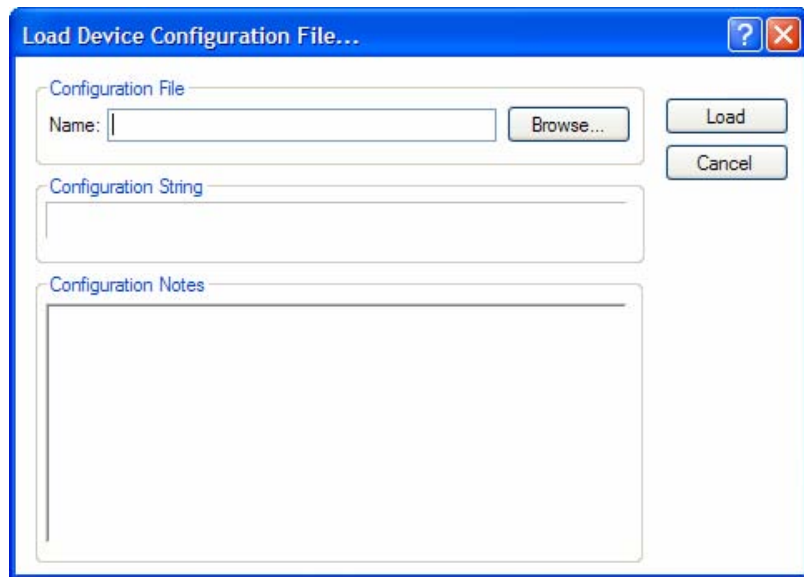 Load Device Configuration File...
Configuration File
Name:
Browse...
Load
Cancel
Configuration String
Configuration Notes